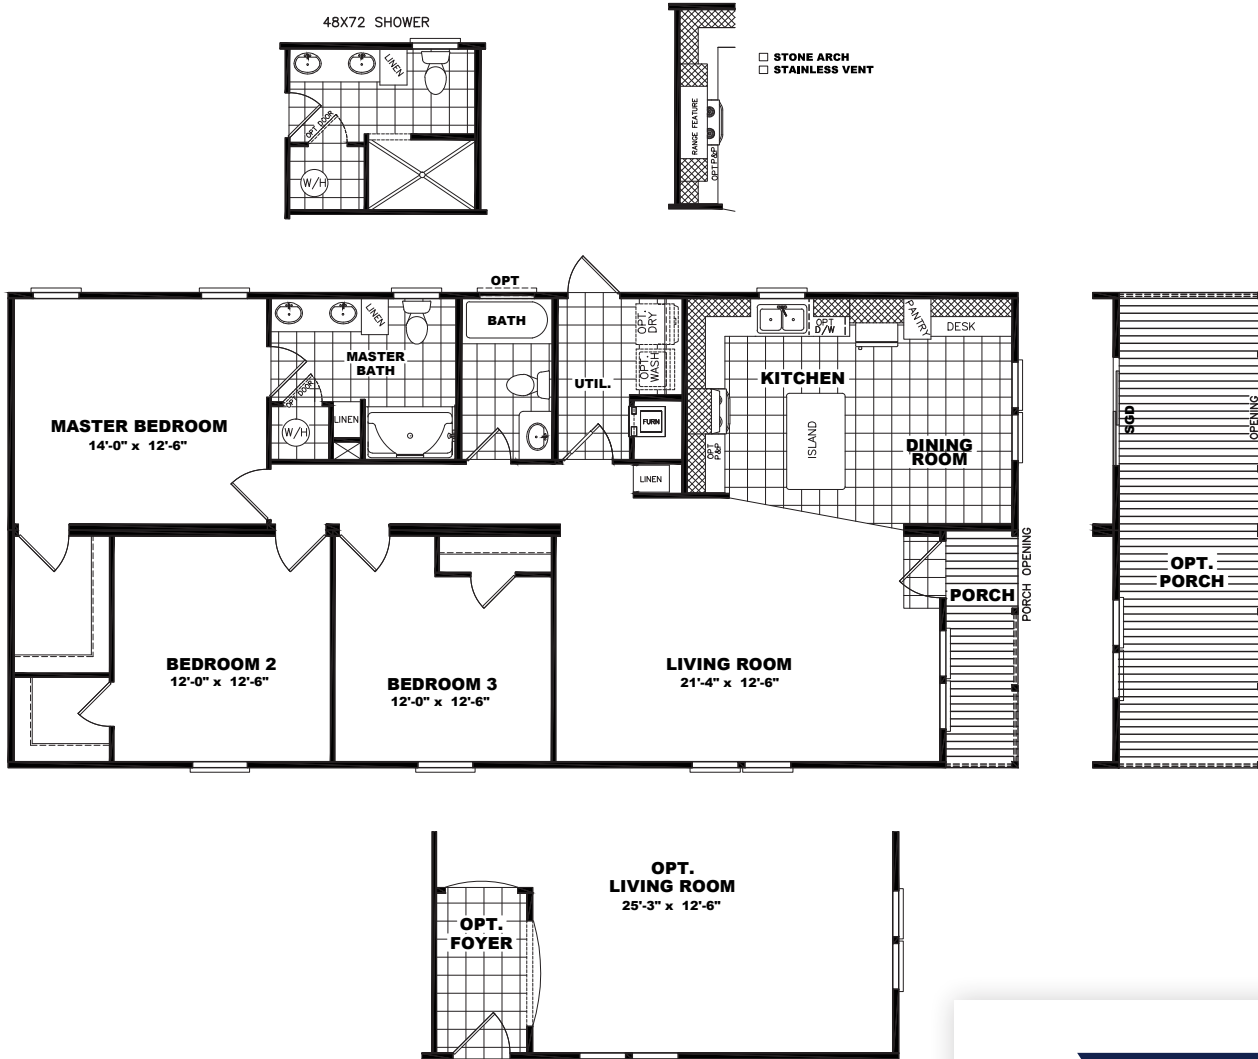 48X72 SHOWER
LINEN
OPT DOOR
W/H
RANGE FEATURE
OPT P&P
STONE ARCH
STAINLESS VENT
OPT
MASTER BEDROOM
14'-0" x 12'-6"
LINEN
MASTER
BATH
OPT DOOR
W/H
LINEN
BATH
UTIL.
OPT.
DRY
OPT.
WASH
FURN
LINEN
OPT
D/W
PANTRY
DESK
KITCHEN
ISLAND
OPT
P&P
DINING
ROOM
PORCH
PORCH OPENING
SGD
OPENING
OPT.
PORCH
BEDROOM 2
12'-0" x 12'-6"
BEDROOM 3
12'-0" x 12'-6"
LIVING ROOM
21'-4" x 12'-6"
OPT.
LIVING ROOM
25'-3" x 12'-6"
OPT.
FOYER